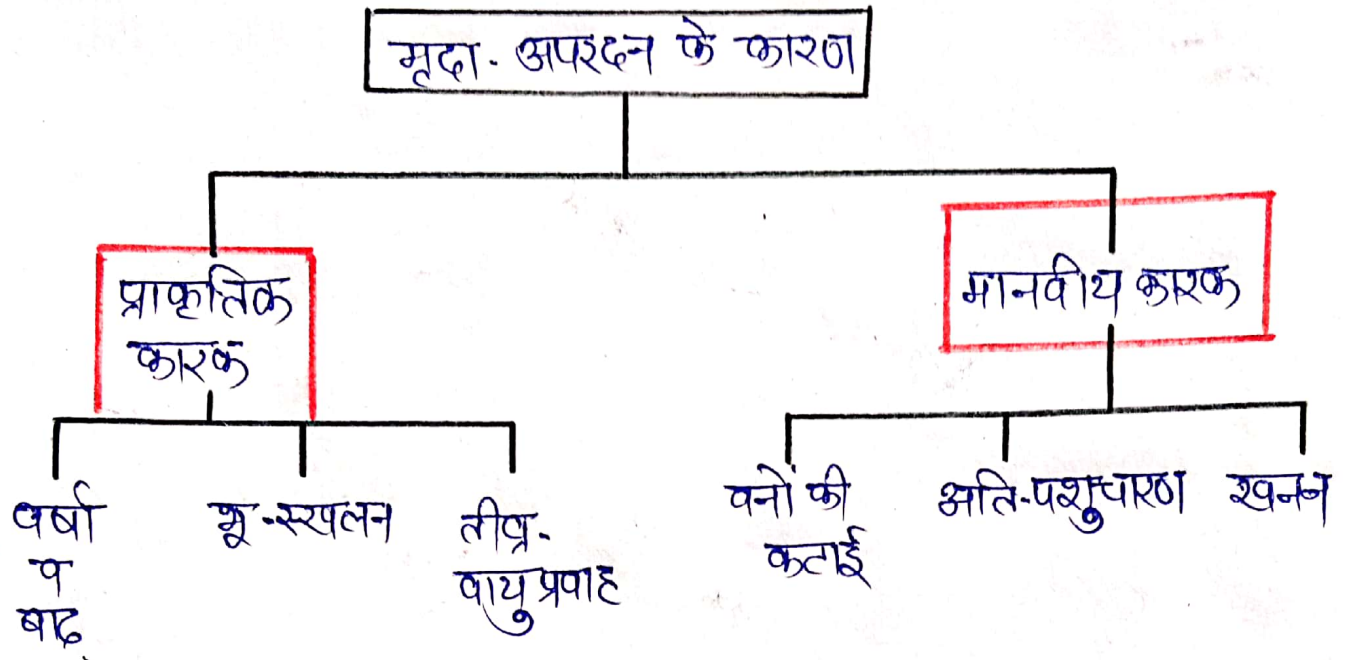 मृदा - अपरदन के कारण
प्राकृतिक
कारक
मानवीय कारक
वर्षा
व
बाढ़
भू-स्खलन
तीव्र-
वायु प्रवाह
वनों की
कटाई
अति-पशुचारण
खनन